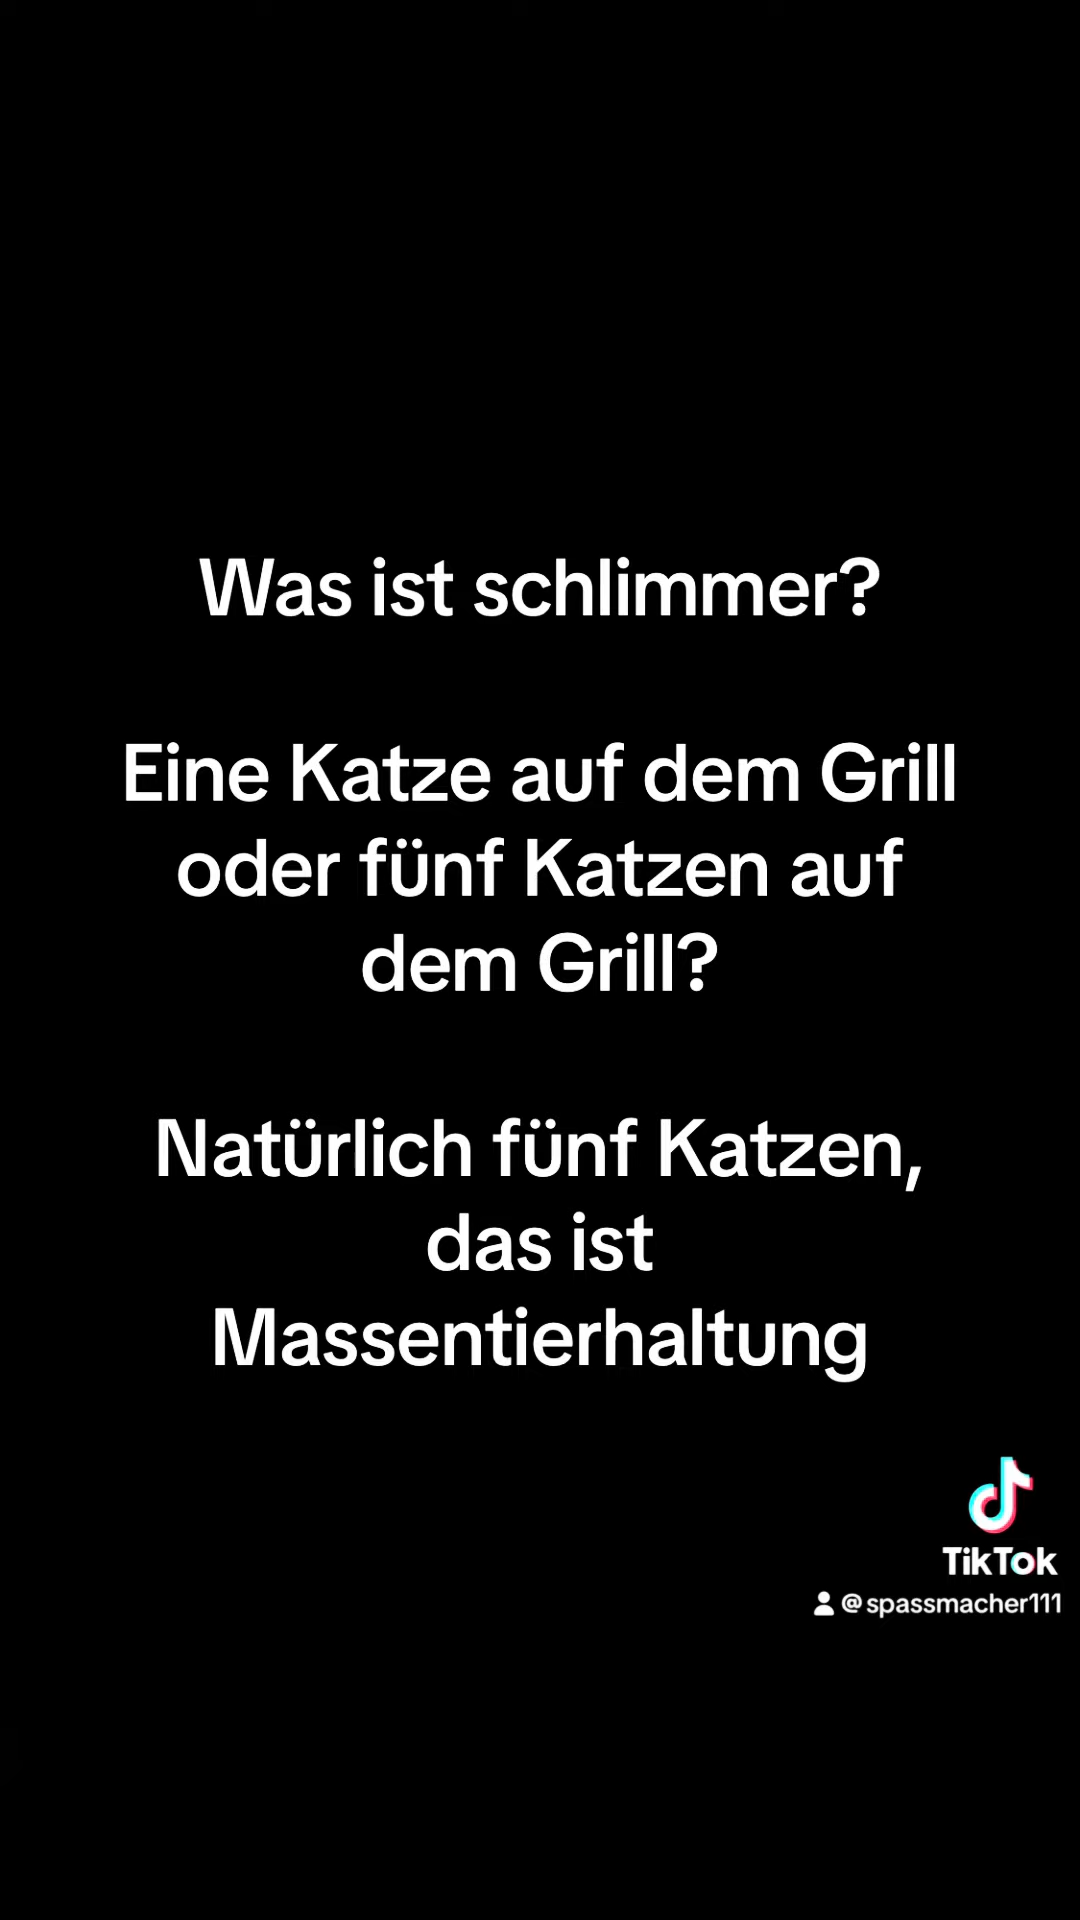 Was ist schlimmer?
Eine Katze auf dem Grill
oder fünf Katzen auf
dem Grill?
Natürlich fünf Katzen,
das ist
Massentierhaltung
TikTok
@spassmacher111